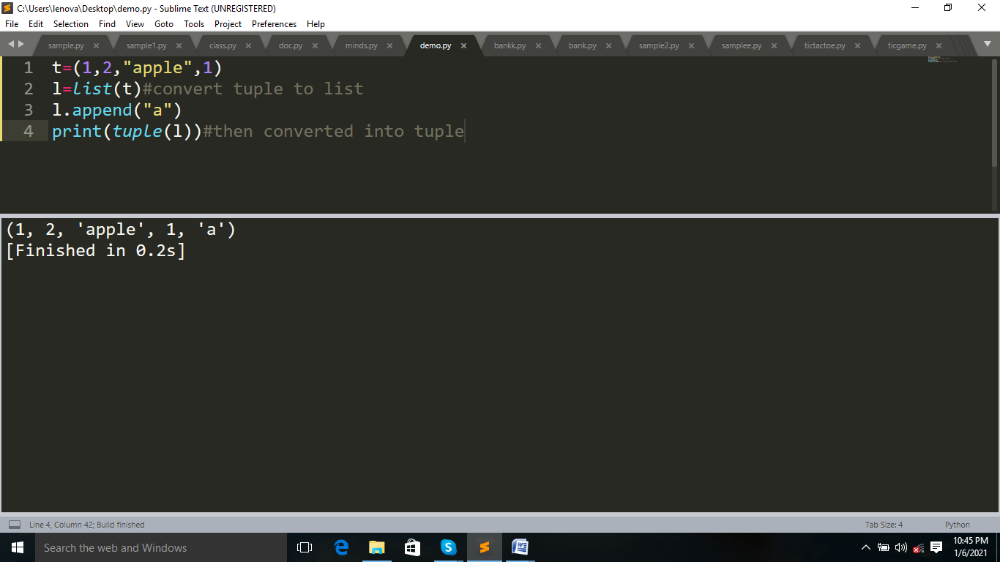 C:\Users\lenova\Desktop\demo.py - Sublime Text (UNREGISTERED)
File Edit Selection Find View Goto Tools Project Preferences Help
sample.py sample1.py class.py doc.py minds.py demo.py bankk.py bank.py sample2.py samplee.py tictactoe.py ticgame.py
1 t=(1,2,"apple",1)
2 l=list(t)#convert tuple to list
3 l.append("a")
4 print(tuple(l))#then converted into tuple
(1, 2, 'apple', 1, 'a')
[Finished in 0.2s]
Line 4, Column 42; Build finished Tab Size: 4 Python
Search the web and Windows
10:45 PM
1/6/2021